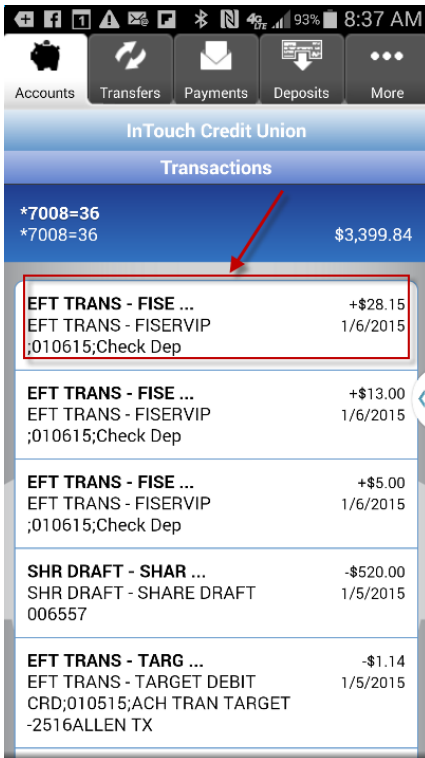 93% 8:37 AM
Accounts Transfers Payments Deposits More
InTouch Credit Union
Transactions
*7008=36
*7008=36 $3,399.84
EFT TRANS - FISE ... +$28.15
EFT TRANS - FISERVIP 1/6/2015
;010615;Check Dep
EFT TRANS - FISE ... +$13.00
EFT TRANS - FISERVIP 1/6/2015
;010615;Check Dep
EFT TRANS - FISE ... +$5.00
EFT TRANS - FISERVIP 1/6/2015
;010615;Check Dep
SHR DRAFT - SHAR ... -$520.00
SHR DRAFT - SHARE DRAFT 1/5/2015
006557
EFT TRANS - TARG ... -$1.14
EFT TRANS - TARGET DEBIT 1/5/2015
CRD;010515;ACH TRAN TARGET
-2516ALLEN TX